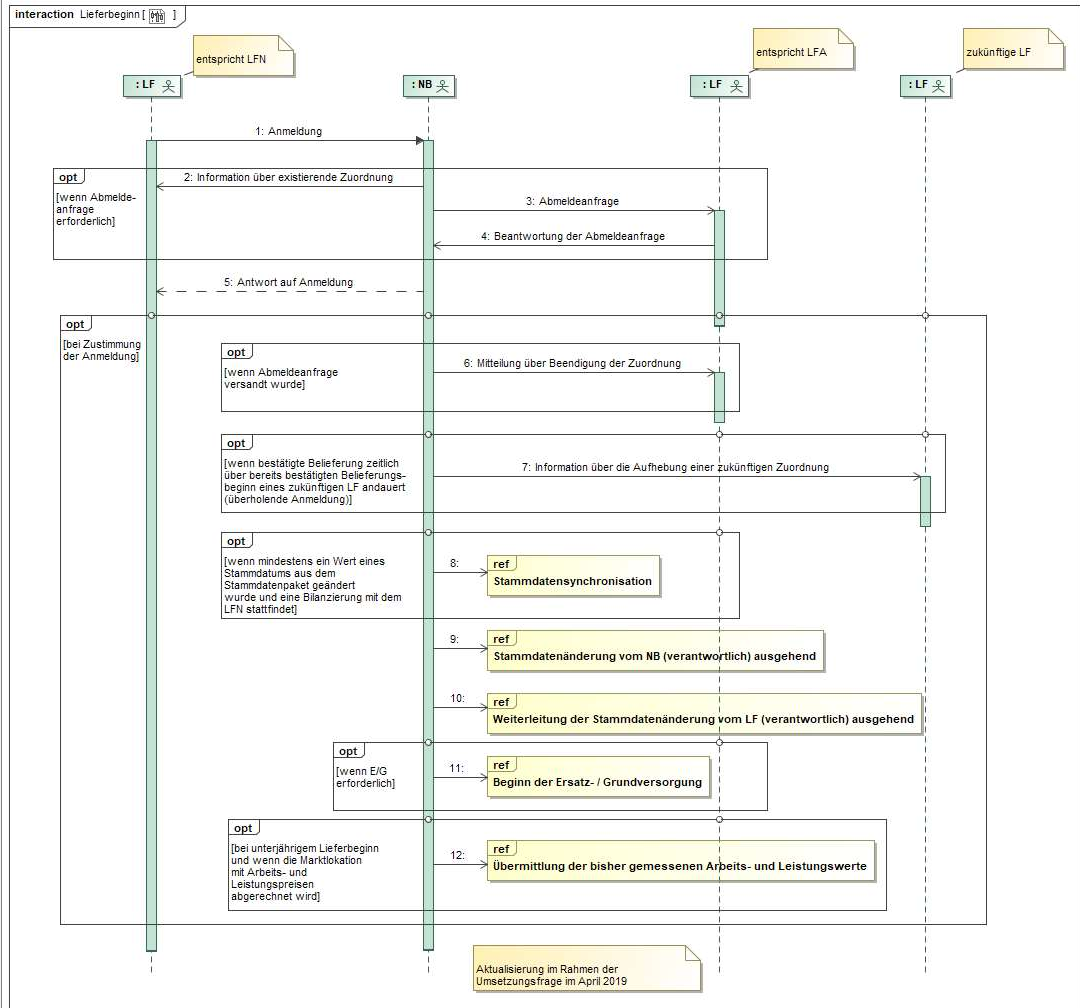 interaction Lieferbeginn [ ]
entspricht LFN
entspricht LFA
zukünftige LF
: LF
: NB
: LF
: LF
1: Anmeldung
opt
[wenn Abmelde-
anfrage
erforderlich]
2: Information über existierende Zuordnung
3: Abmeldeanfrage
4: Beantwortung der Abmeldeanfrage
5: Antwort auf Anmeldung
opt
[bei Zustimmung
der Anmeldung]
opt
[wenn Abmeldeanfrage
versandt wurde]
6: Mitteilung über Beendigung der Zuordnung
opt
[wenn bestätigte Belieferung zeitlich
über bereits bestätigten Belieferungs-
beginn eines zukünftigen LF andauert
(überholende Anmeldung)]
7: Information über die Aufhebung einer zukünftigen Zuordnung
opt
[wenn mindestens ein Wert eines
Stammdatums aus dem
Stammdatenpaket geändert
wurde und eine Bilanzierung mit dem
LFN stattfindet]
8:
ref
Stammdatensynchronisation
9:
ref
Stammdatenänderung vom NB (verantwortlich) ausgehend
10:
ref
Weiterleitung der Stammdatenänderung vom LF (verantwortlich) ausgehend
opt
[wenn E/G
erforderlich]
11:
ref
Beginn der Ersatz- / Grundversorgung
opt
[bei unterjährigem Lieferbeginn
und wenn die Marktlokation
mit Arbeits- und
Leistungspreisen
abgerechnet wird]
12:
ref
Übermittlung der bisher gemessenen Arbeits- und Leistungswerte
Aktualisierung im Rahmen der
Umsetzungsfrage im April 2019